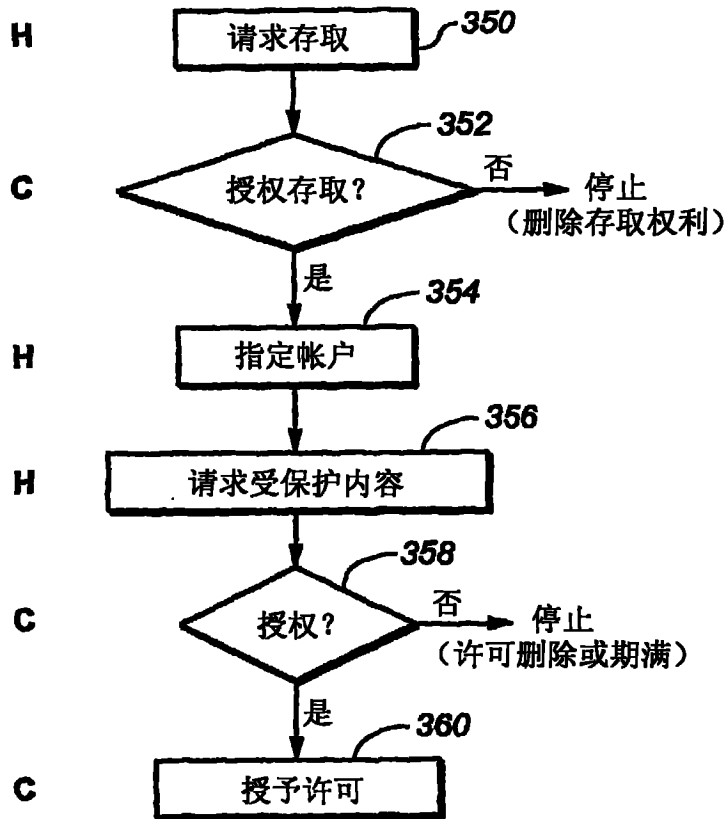 H 请求存取 350
352
C 授权存取? 否 停止
(删除存取权利)
是
354
H 指定帐户
356
H 请求受保护内容
358
C 授权? 否 停止
(许可删除或期满)
是
360
C 授予许可